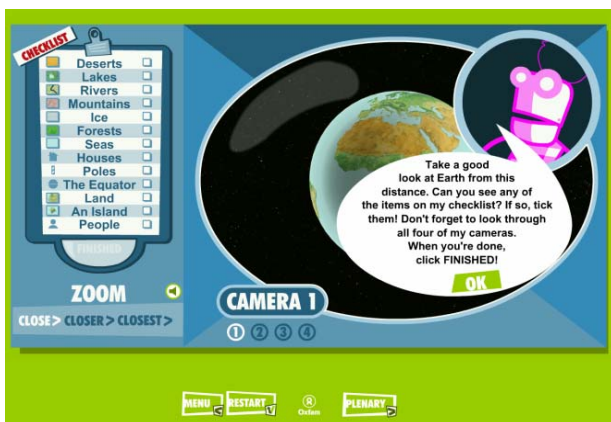 CHECKLIST
Deserts
Lakes
Rivers
Mountains
Ice
Forests
Seas
Houses
Poles
The Equator
Land
An Island
People
FINISHED
ZOOM
CLOSE > CLOSER > CLOSEST >
CAMERA 1
1 2 3 4
Take a good
look at Earth from this
distance. Can you see any of
the items on my checklist? If so, tick
them! Don't forget to look through
all four of my cameras.
When you're done,
click FINISHED!
OK
MENU <
RESTART V
R
Oxfam
PLENARY >